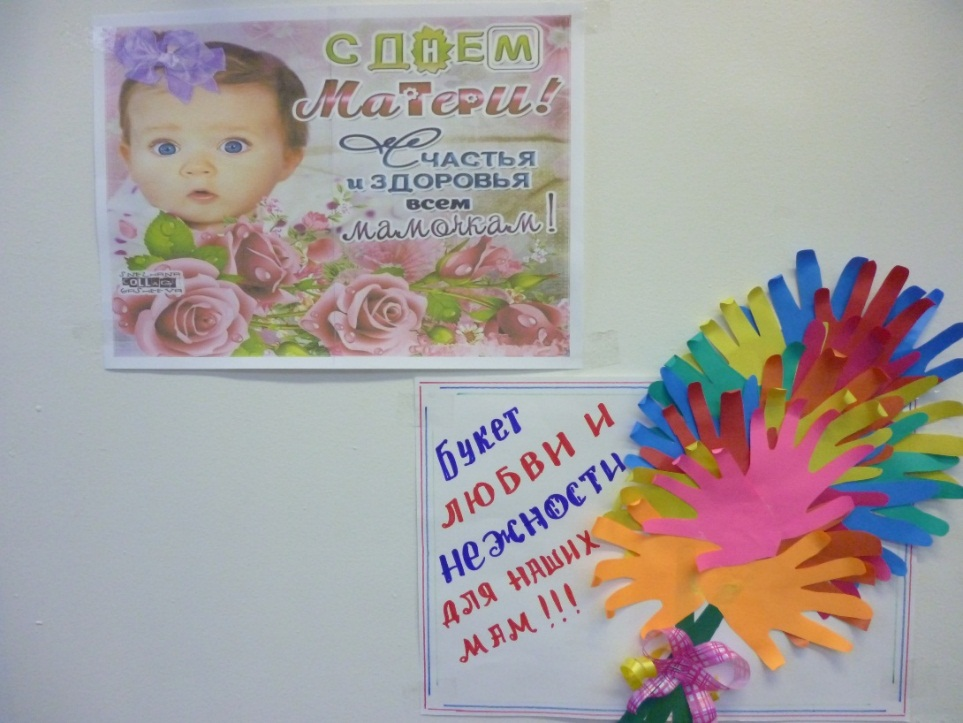 С ДНЕМ
Матери!
Счастья
и здоровья
всем
мамочкам!
Букет
любви и
нежности
для наших
мам!!!